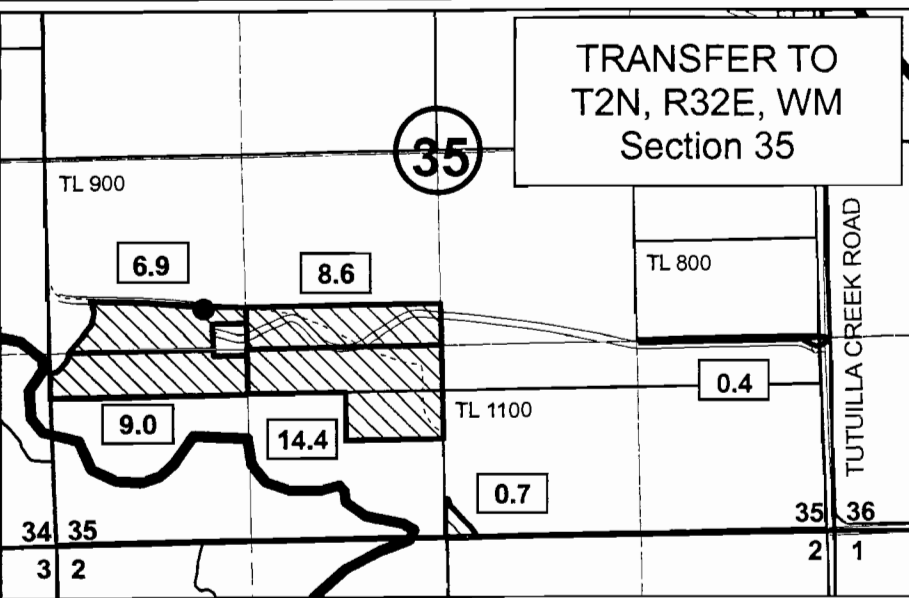 TRANSFER TO
T2N, R32E, WM
Section 35
35
TL 900
6.9
8.6
TL 800
TUTUILLA CREEK ROAD
0.4
9.0
14.4
TL 1100
0.7
34 35
35 36
3 2
2 1